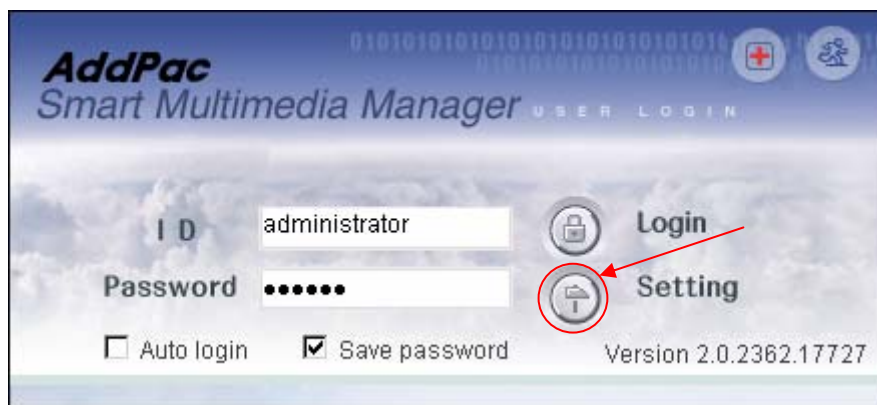 AddPac
Smart Multimedia Manager USER LOGIN
ID administrator Login
Password •••••• Setting
Auto login Save password Version 2.0.2362.17727